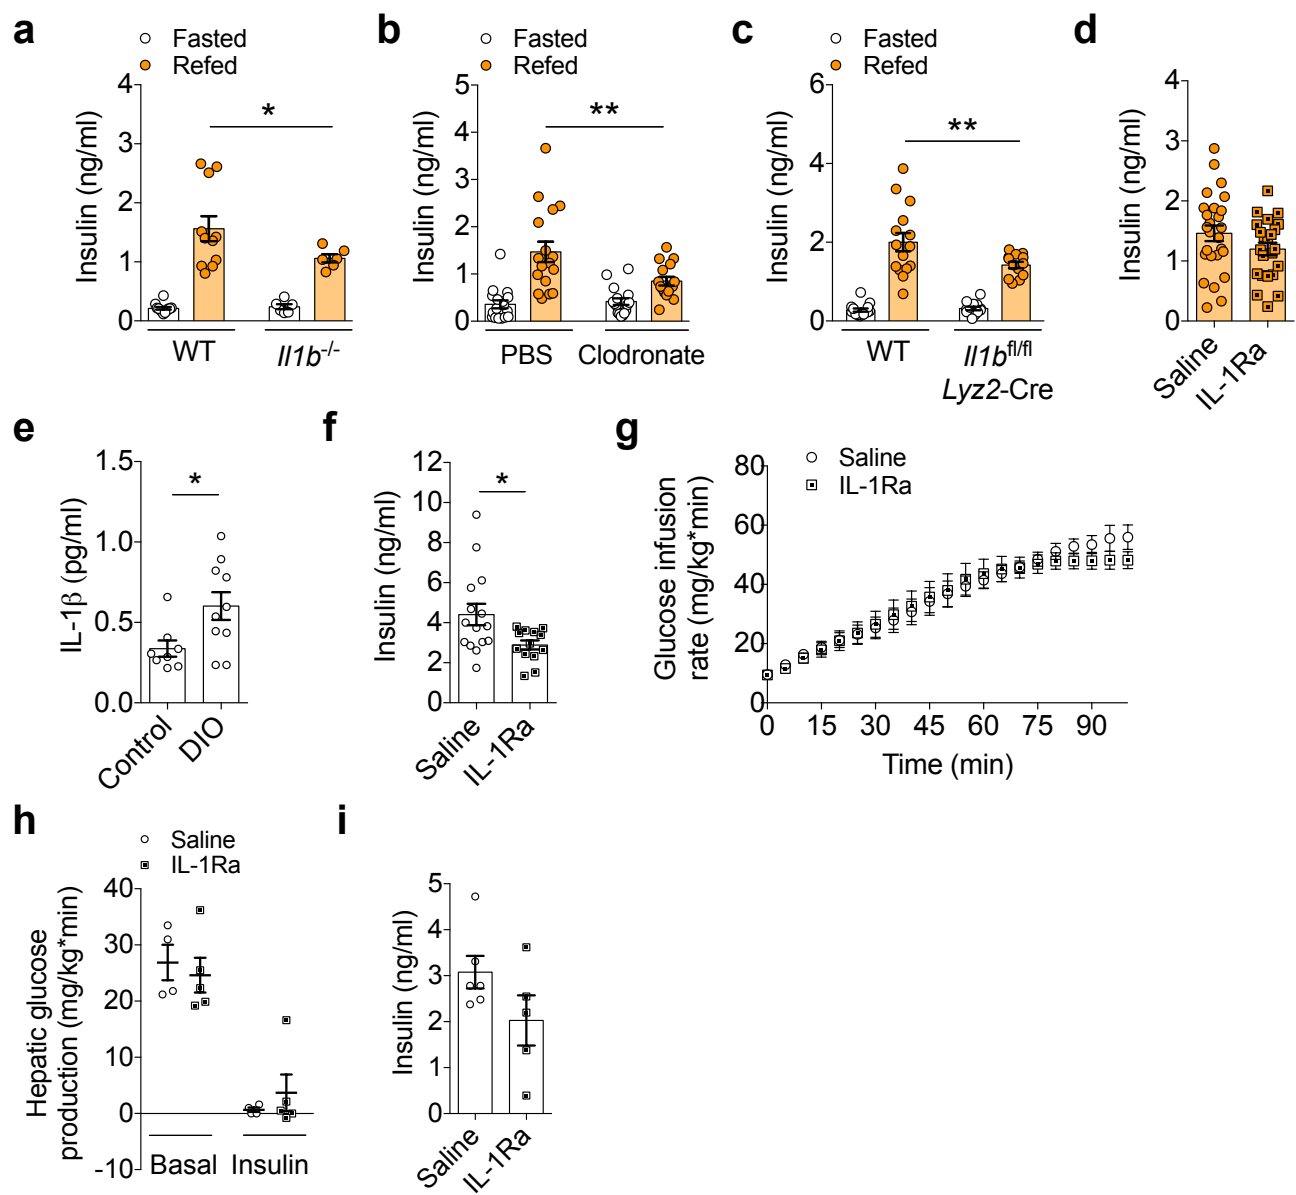 a
Fasted
Refed
Insulin (ng/ml)
4
3
2
1
0
*
WT
Il1b-/-
b
Fasted
Refed
Insulin (ng/ml)
5
4
3
2
1
0
**
PBS
Clodronate
c
Fasted
Refed
Insulin (ng/ml)
6
4
2
0
**
WT
Il1bfl/fl
Lyz2-Cre
d
Insulin (ng/ml)
4
3
2
1
0
Saline
IL-1Ra
e
IL-1β (pg/ml)
1.5
1.0
0.5
0.0
*
Control
DIO
f
Insulin (ng/ml)
12
10
8
6
4
2
0
*
Saline
IL-1Ra
g
Saline
IL-1Ra
Glucose infusion
rate (mg/kg*min)
80
60
40
20
0
0 15 30 45 60 75 90
Time (min)
h
Saline
IL-1Ra
Hepatic glucose
production (mg/kg*min)
40
30
20
10
0
-10
Basal
Insulin
i
Insulin (ng/ml)
5
4
3
2
1
0
Saline
IL-1Ra